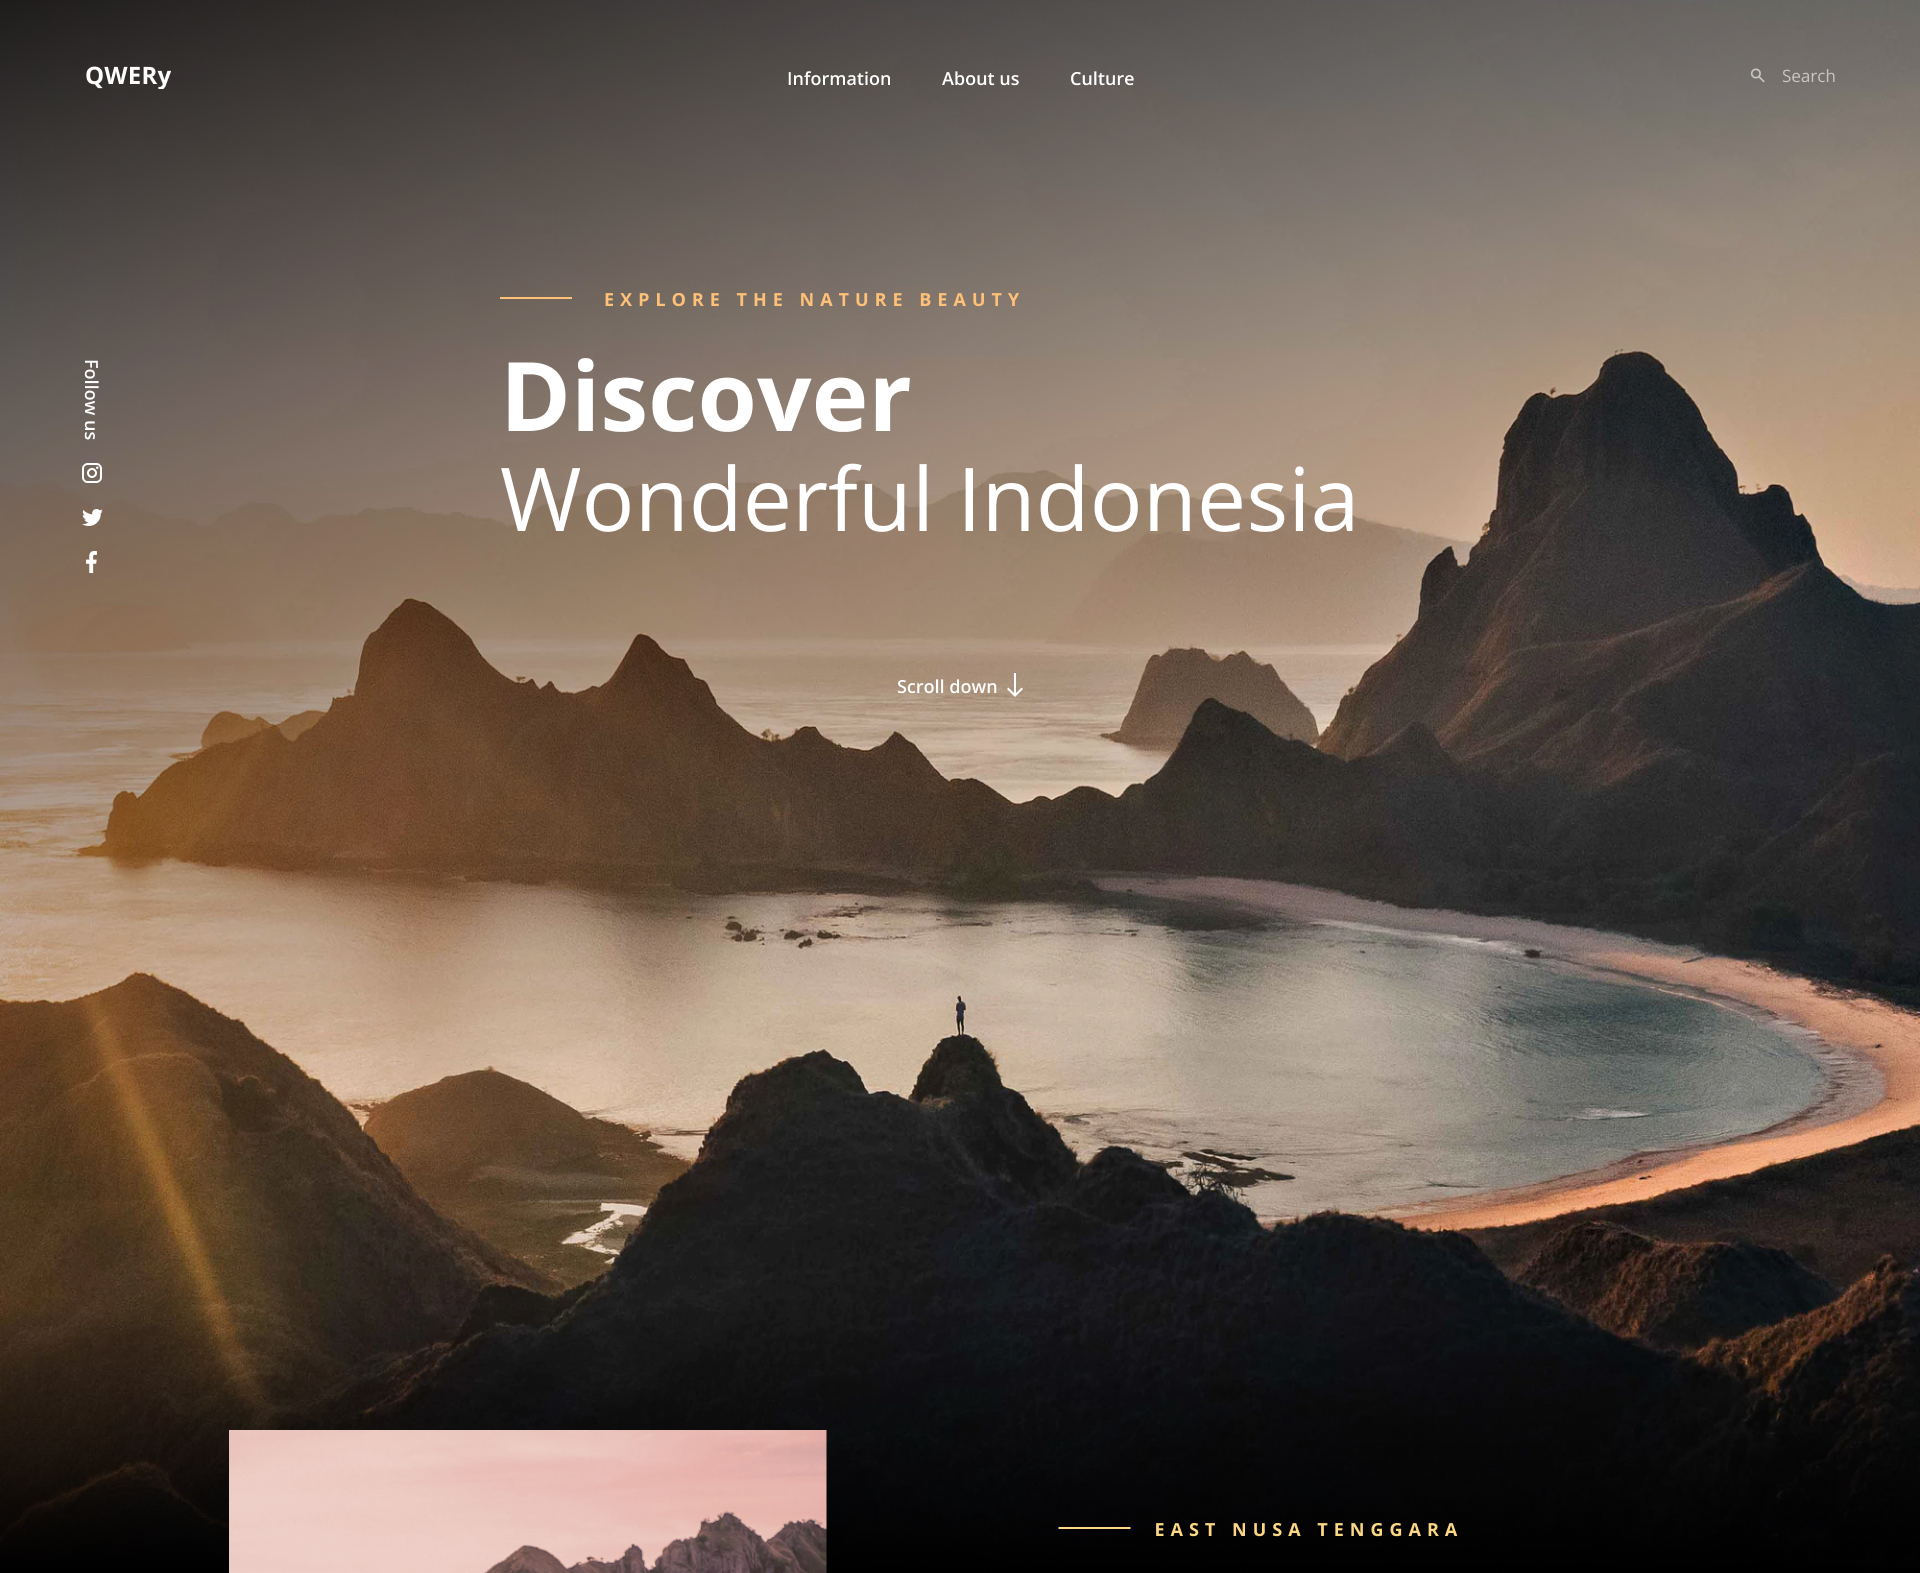 QWERy
Information
About us
Culture
Search
EXPLORE THE NATURE BEAUTY
Discover
Wonderful Indonesia
Follow us
Scroll down
EAST NUSA TENGGARA